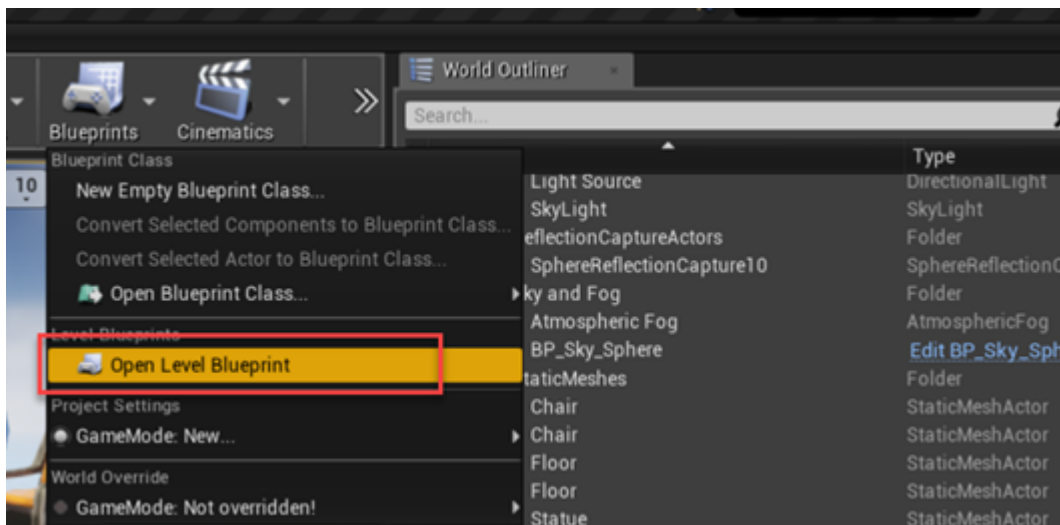 World Outliner
Search...
Blueprints
Cinematics
Type
10
Blueprint Class
New Empty Blueprint Class...
Convert Selected Components to Blueprint Class...
Convert Selected Actor to Blueprint Class...
Open Blueprint Class...
Level Blueprints
Open Level Blueprint
Project Settings
GameMode: New...
World Override
GameMode: Not overridden!
Light Source DirectionalLight
SkyLight SkyLight
eflectionCaptureActors Folder
SphereReflectionCapture10 SphereReflectionC
ky and Fog Folder
Atmospheric Fog AtmosphericFog
BP_Sky_Sphere Edit BP_Sky_Sph
taticMeshes Folder
Chair StaticMeshActor
Chair StaticMeshActor
Floor StaticMeshActor
Floor StaticMeshActor
Statue StaticMeshActor